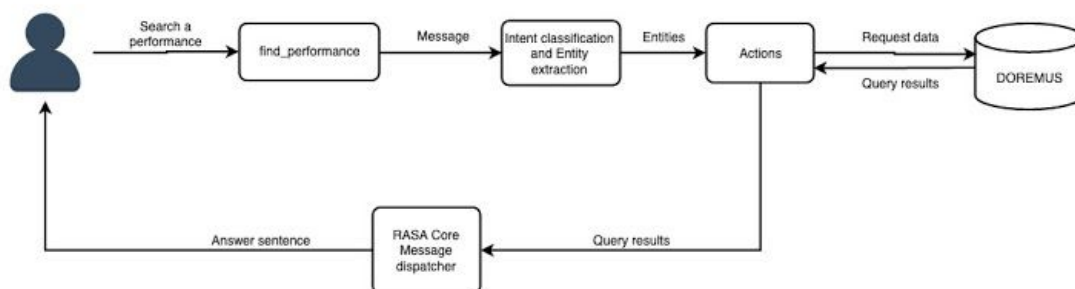 Search a
performance
find_performance
Message
Intent classification
and Entity
extraction
Entities
Actions
Request data
Query results
DOREMUS
Answer sentence
RASA Core
Message
dispatcher
Query results